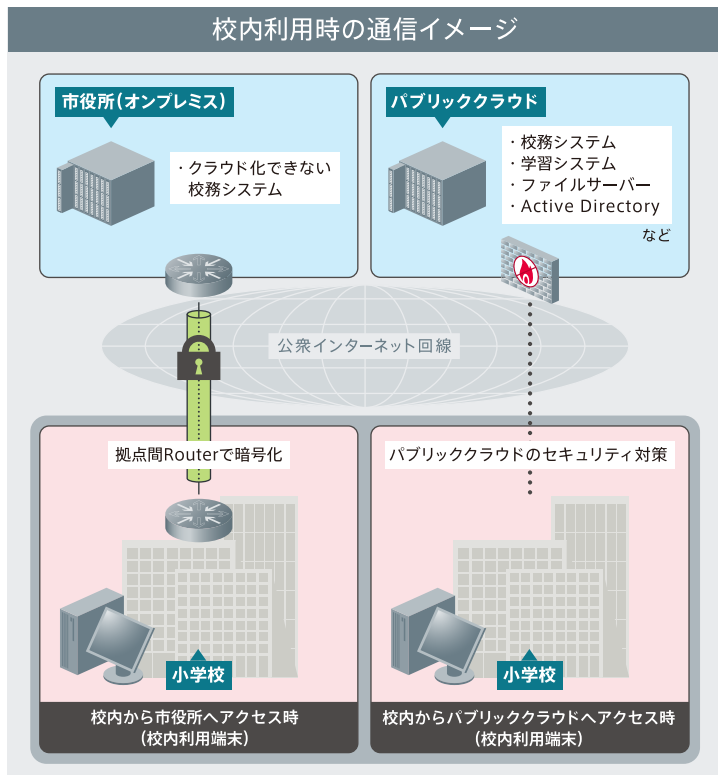 校内利用時の通信イメージ
市役所(オンプレミス)
・クラウド化できない
校務システム
パブリッククラウド
・校務システム
・学習システム
・ファイルサーバー
・Active Directory
など
公衆インターネット回線
拠点間Routerで暗号化
パブリッククラウドのセキュリティ対策
小学校
小学校
校内から市役所へアクセス時
(校内利用端末)
校内からパブリッククラウドへアクセス時
(校内利用端末)